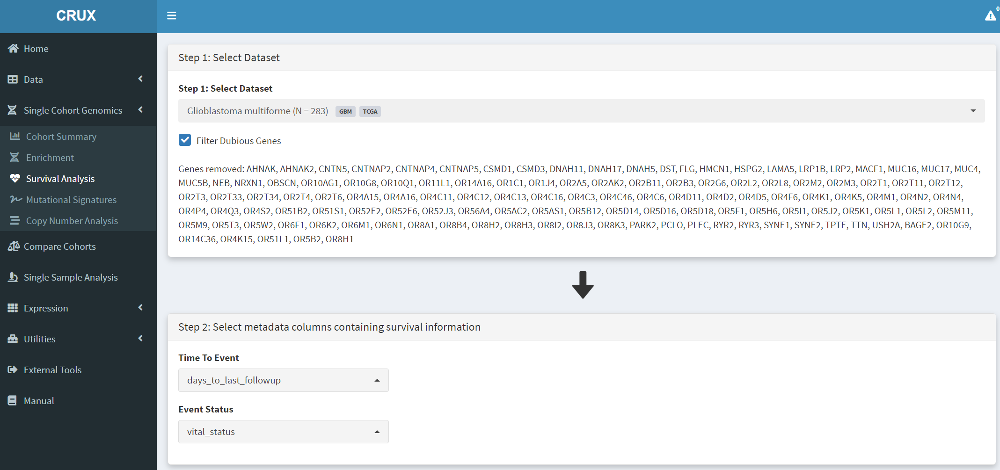 CRUX
0
Home
Data
Single Cohort Genomics
Cohort Summary
Enrichment
Survival Analysis
Mutational Signatures
Copy Number Analysis
Compare Cohorts
Single Sample Analysis
Expression
Utilities
External Tools
Manual
Step 1: Select Dataset
Step 1: Select Dataset
Glioblastoma multiforme (N = 283) GBM TCGA
Filter Dubious Genes
Genes removed: AHNAK, AHNAK2, CNTN5, CNTNAP2, CNTNAP4, CNTNAP5, CSMD1, CSMD3, DNAH11, DNAH17, DNAH5, DST, FLG, HMCN1, HSPG2, LAMA5, LRP1B, LRP2, MACF1, MUC16, MUC17, MUC4,
MUC5B, NEB, NRXN1, OBSCN, OR10AG1, OR10G8, OR10Q1, OR11L1, OR14A16, OR1C1, OR1J4, OR2A5, OR2AK2, OR2B11, OR2B3, OR2G6, OR2L2, OR2L8, OR2M2, OR2M3, OR2T1, OR2T11, OR2T12,
OR2T3, OR2T33, OR2T34, OR2T4, OR2T6, OR4A15, OR4A16, OR4C11, OR4C12, OR4C13, OR4C16, OR4C3, OR4C46, OR4C6, OR4D11, OR4D2, OR4D5, OR4F6, OR4K1, OR4K5, OR4M1, OR4N2, OR4N4,
OR4P4, OR4Q3, OR4S2, OR51B2, OR51S1, OR52E2, OR52E6, OR52J3, OR56A4, OR5AC2, OR5AS1, OR5B12, OR5D14, OR5D16, OR5D18, OR5F1, OR5H6, OR5I1, OR5J2, OR5K1, OR5L1, OR5L2, OR5M11,
OR5M9, OR5T3, OR5W2, OR6F1, OR6K2, OR6M1, OR6N1, OR8A1, OR8B4, OR8H2, OR8H3, OR8I2, OR8J3, OR8K3, PARK2, PCLO, PLEC, RYR2, RYR3, SYNE1, SYNE2, TPTE, TTN, USH2A, BAGE2, OR10G9,
OR14C36, OR4K15, OR51L1, OR5B2, OR8H1
Step 2: Select metadata columns containing survival information
Time To Event
days_to_last_followup
Event Status
vital_status